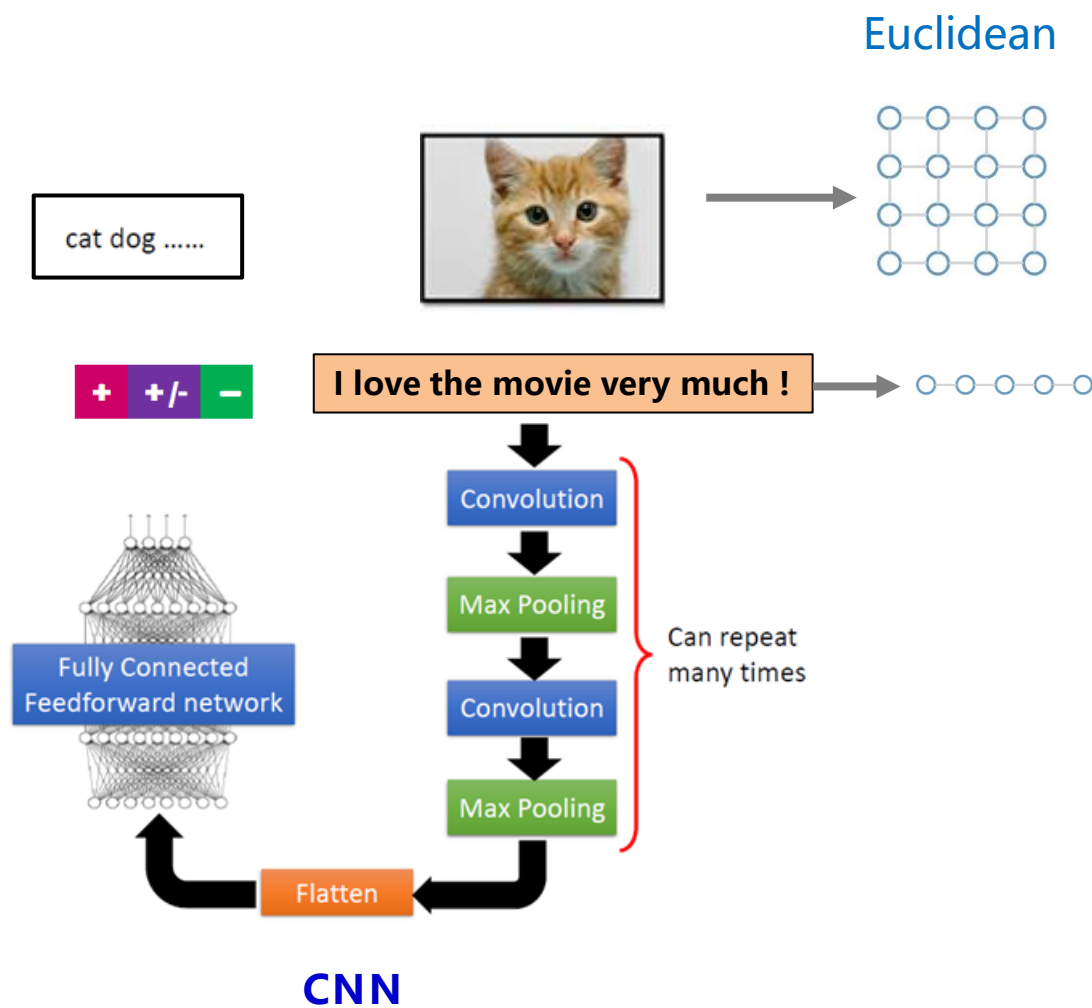 Euclidean
cat dog ......
+ +/- −
I love the movie very much !
Convolution
Max Pooling
Can repeat
many times
Fully Connected
Feedforward network
Convolution
Max Pooling
Flatten
CNN